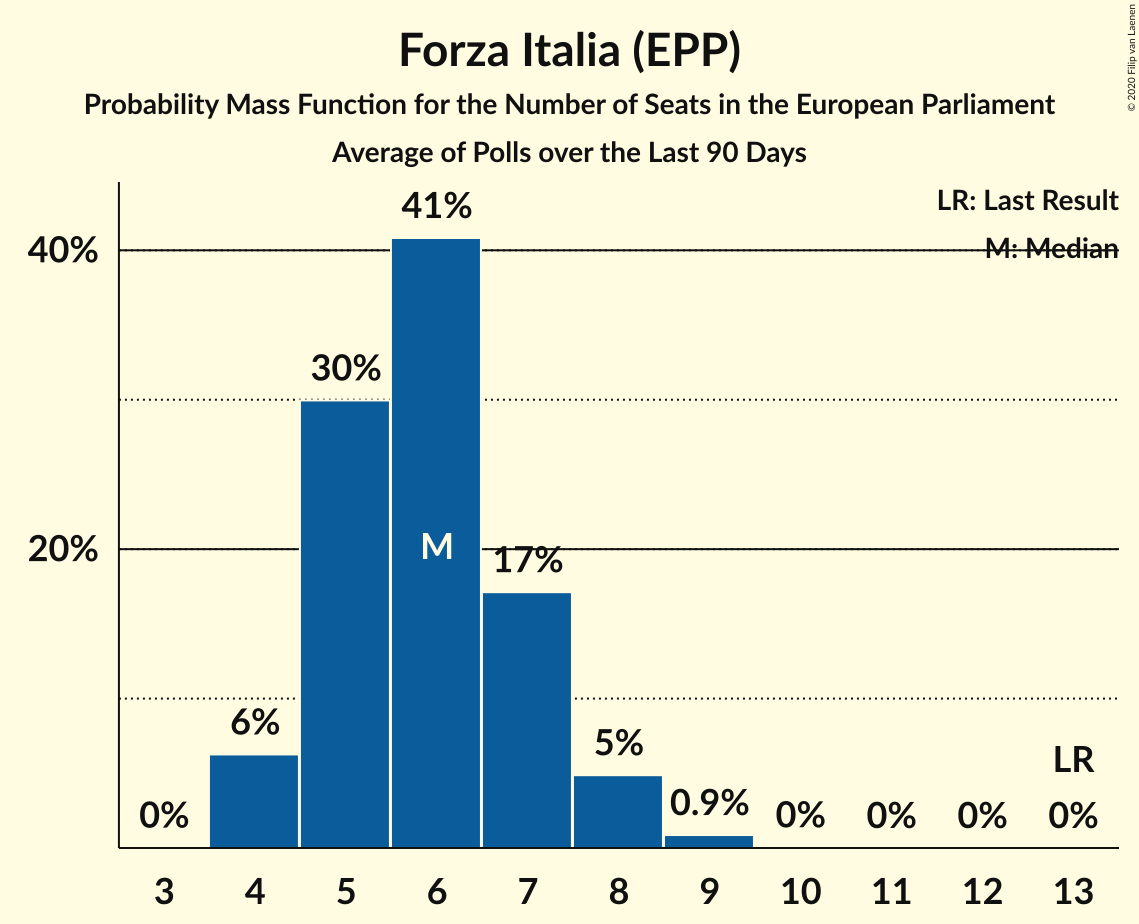 Forza Italia (EPP)
Probability Mass Function for the Number of Seats in the European Parliament
Average of Polls over the Last 90 Days
© 2020 Filip van Laenen
LR: Last Result
M: Median
40%
20%
0%
6%
30%
41%
M
17%
5%
0.9%
0%
0%
0%
LR
0%
3 4 5 6 7 8 9 10 11 12 13